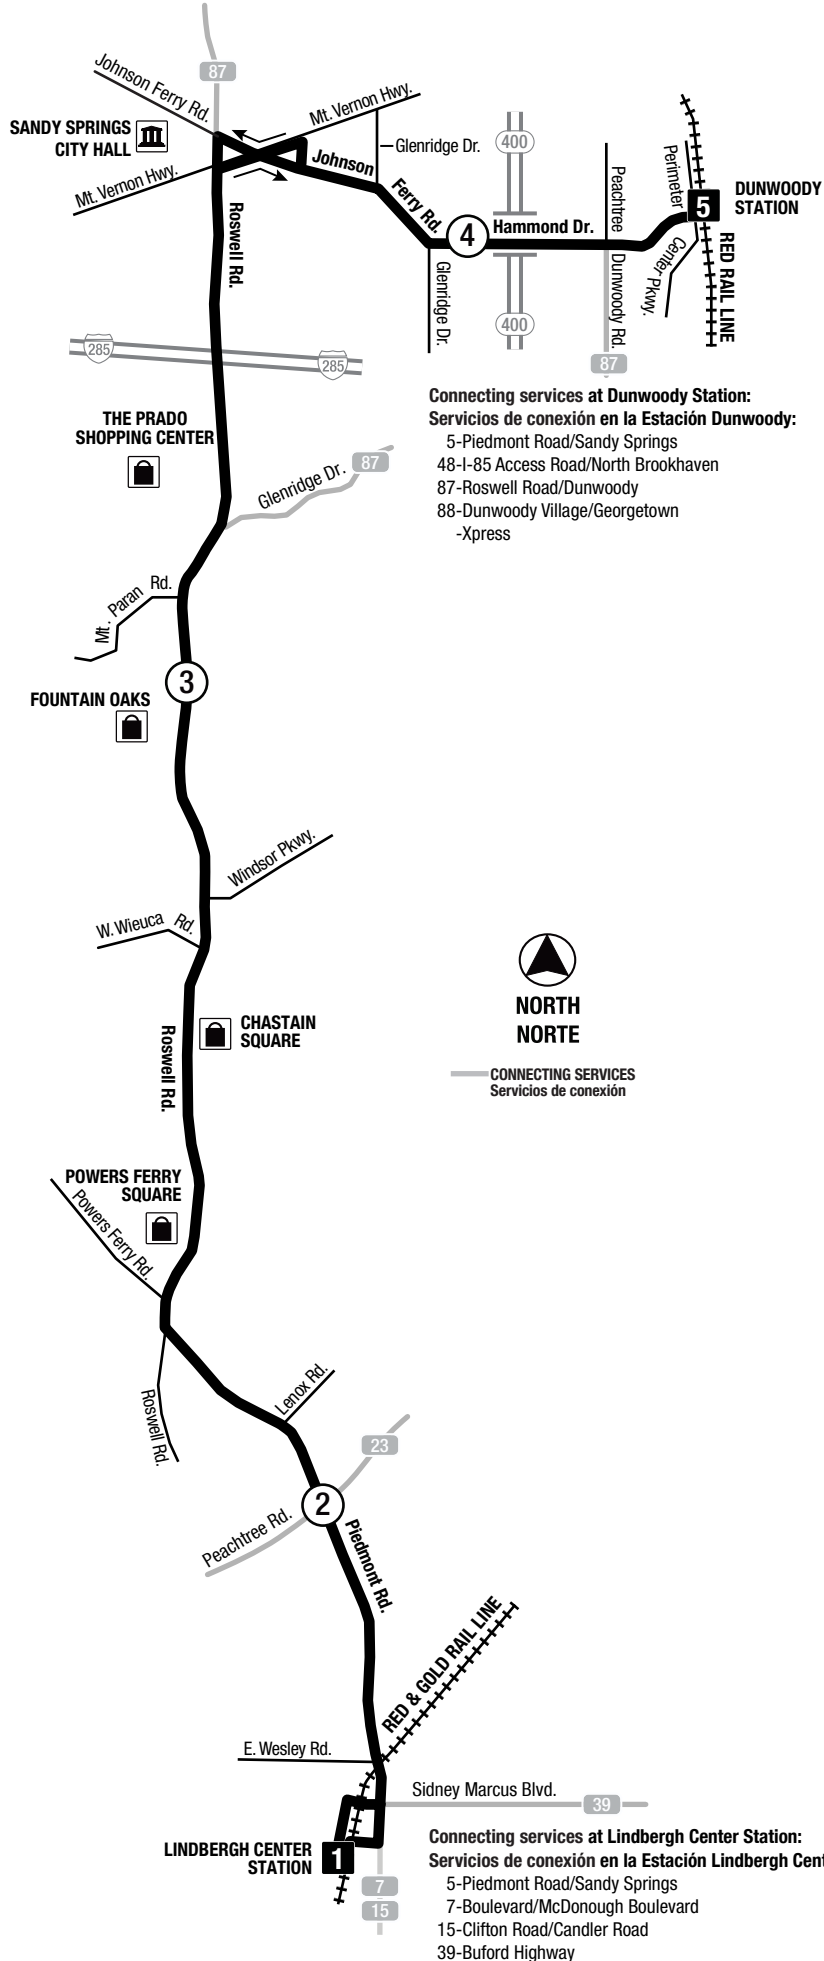 87
Johnson Ferry Rd.
Mt. Vernon Hwy.
SANDY SPRINGS
CITY HALL
Glenridge Dr.
400
Johnson
Mt. Vernon Hwy.
Ferry Rd.
Peachtree
Perimeter
DUNWOODY
STATION
5
Roswell Rd.
4
Hammond Dr.
Glenridge Dr.
Dunwoody Rd.
Center Pkwy.
RED RAIL LINE
400
285
285
87
Connecting services at Dunwoody Station:
Servicios de conexión en la Estación Dunwoody:
5-Piedmont Road/Sandy Springs
48-I-85 Access Road/North Brookhaven
87-Roswell Road/Dunwoody
88-Dunwoody Village/Georgetown
-Xpress
THE PRADO
SHOPPING CENTER
Glenridge Dr.
87
Mt. Paran Rd.
3
FOUNTAIN OAKS
Windsor Pkwy.
W. Wieuca Rd.
NORTH
NORTE
CHASTAIN
SQUARE
Roswell Rd.
CONNECTING SERVICES
Servicios de conexión
POWERS FERRY
SQUARE
Powers Ferry Rd.
Lenox Rd.
Roswell Rd.
23
2
Peachtree Rd.
Piedmont Rd.
RED & GOLD RAIL LINE
E. Wesley Rd.
Sidney Marcus Blvd.
39
LINDBERGH CENTER
STATION
1
7
15
Connecting services at Lindbergh Center Station:
Servicios de conexión en la Estación Lindbergh Cent
5-Piedmont Road/Sandy Springs
7-Boulevard/McDonough Boulevard
15-Clifton Road/Candler Road
39-Buford Highway